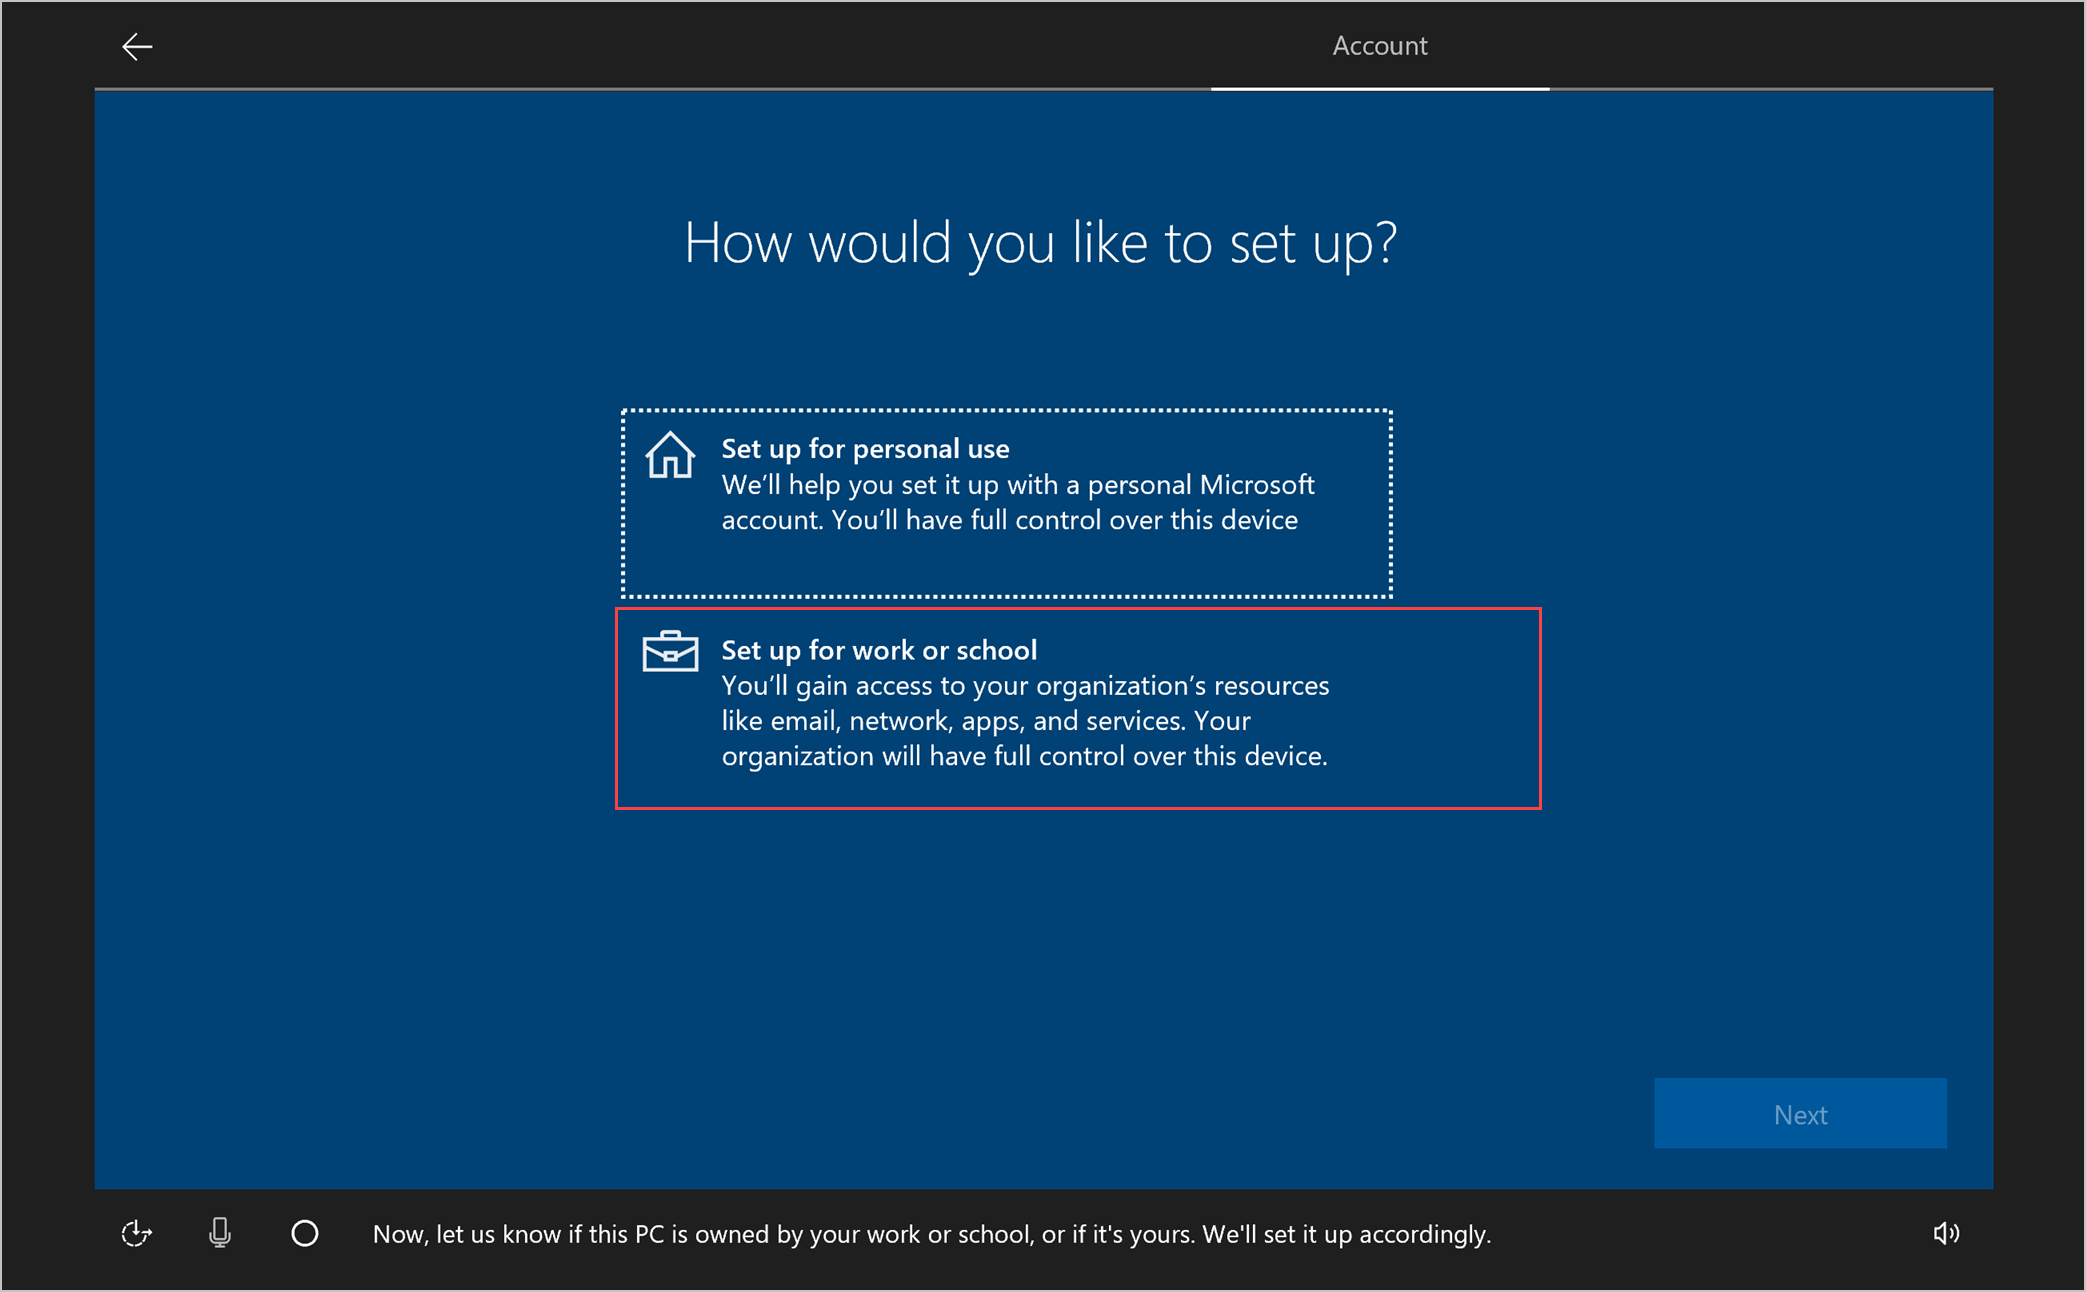 Account
How would you like to set up?
Set up for personal use
We’ll help you set it up with a personal Microsoft
account. You’ll have full control over this device
Set up for work or school
You’ll gain access to your organization’s resources
like email, network, apps, and services. Your
organization will have full control over this device.
Next
Now, let us know if this PC is owned by your work or school, or if it's yours. We'll set it up accordingly.